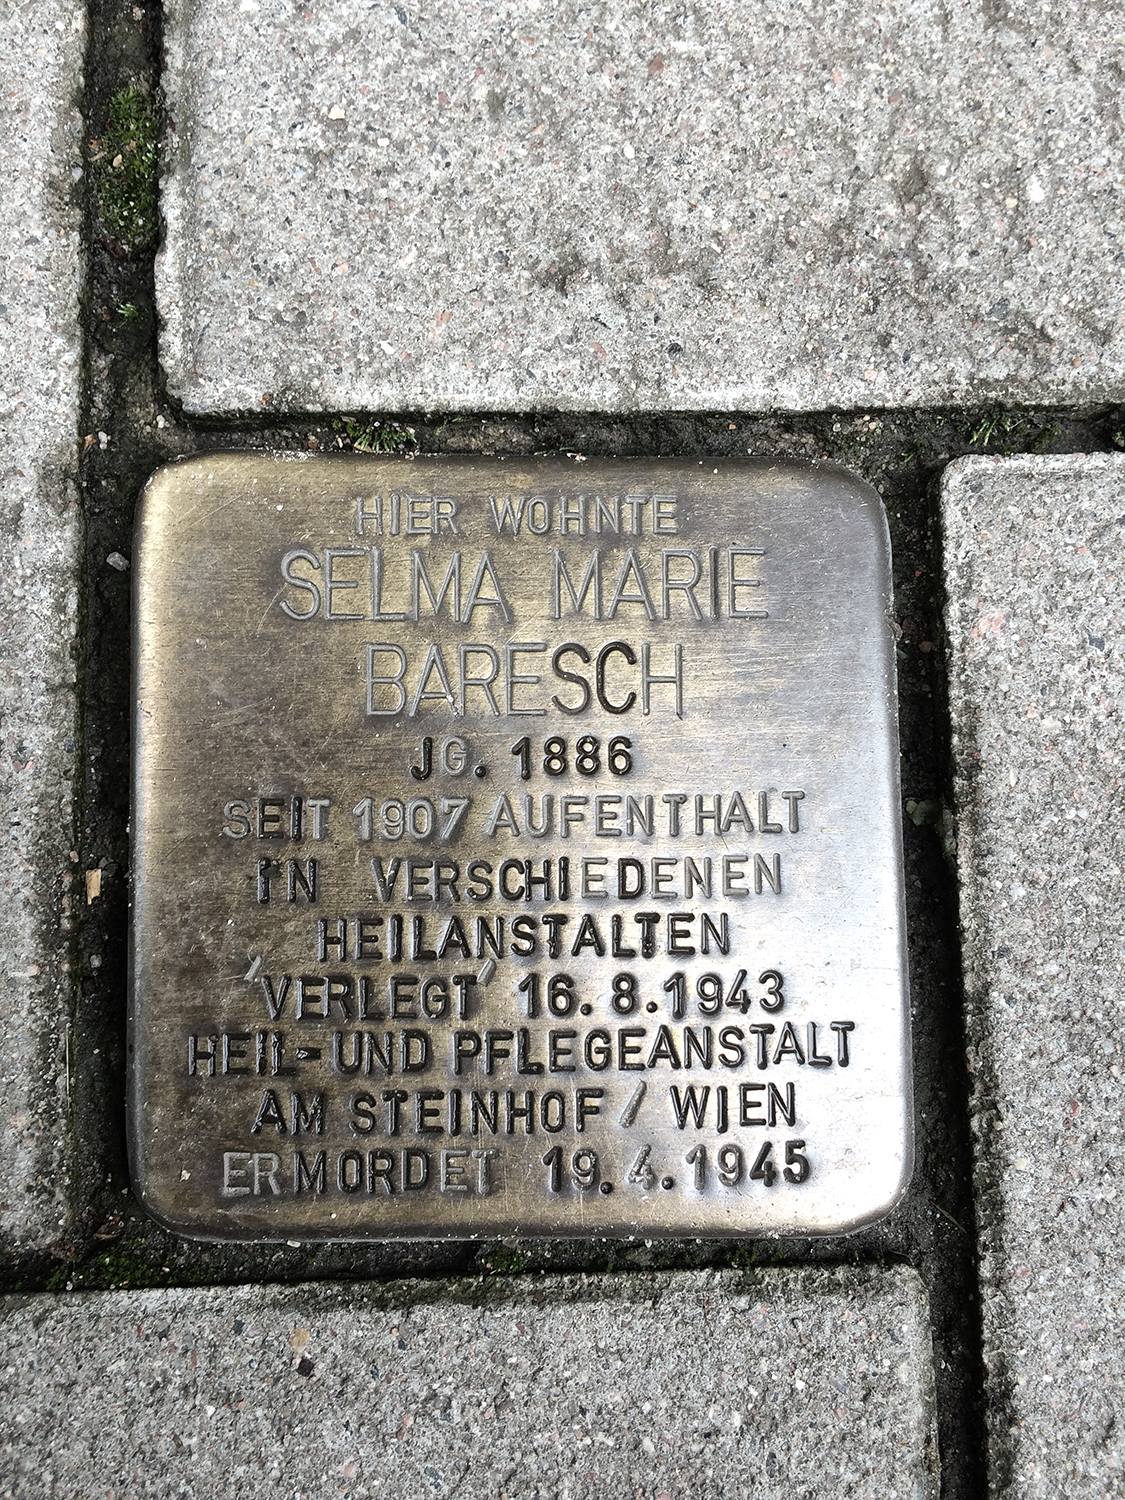 HIER WOHNTE
SELMA MARIE
BARESCH
JG. 1886
SEIT 1907 AUFENTHALT
IN VERSCHIEDENEN
HEILANSTALTEN
'VERLEGT' 16.8.1943
HEIL-UND PFLEGEANSTALT
AM STEINHOF / WIEN
ERMORDET 19.4.1945